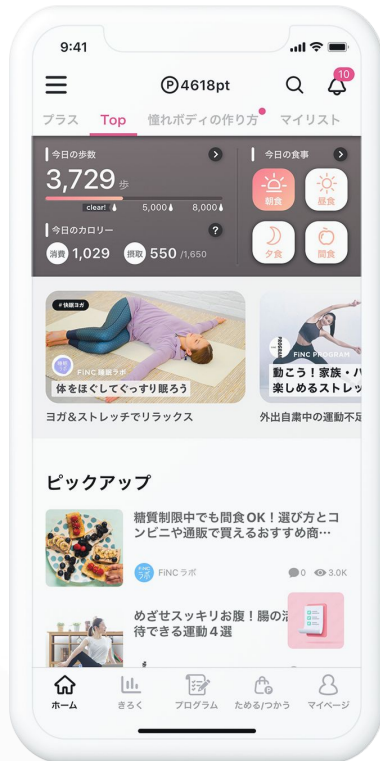 9:41
Ⓟ4618pt
10
プラス Top 憧れボディの作り方 マイリスト
今日の歩数
3,729 歩
clear! 5,000 8,000
今日のカロリー ?
消費 1,029 摂取 550 /1,650
今日の食事
朝食 昼食
夕食 間食
#快眠ヨガ
FiNC 睡眠ラボ
体をほぐしてぐっすり眠ろう
ヨガ&ストレッチでリラックス
FiNC PROGRAM
動こう！家族・パ
楽しめるストレッ
外出自粛中の運動不足
ピックアップ
糖質制限中でも間食OK！選び方とコ
ンビニや通販で買えるおすすめ商…
FiNC ラボ
FiNCラボ 0 3.0K
めざせスッキリお腹！腸の活
待できる運動4選
ホーム きろく プログラム ためる/つかう マイページ